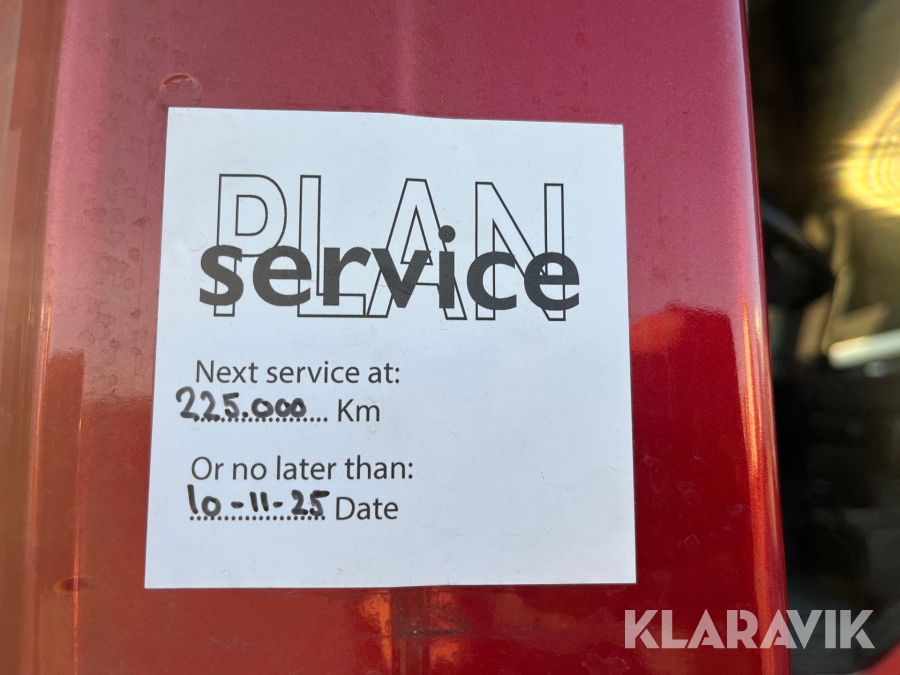 PLAN
service
Next service at:
225.000 Km
Or no later than:
10-11-25 Date
KLARAVIK